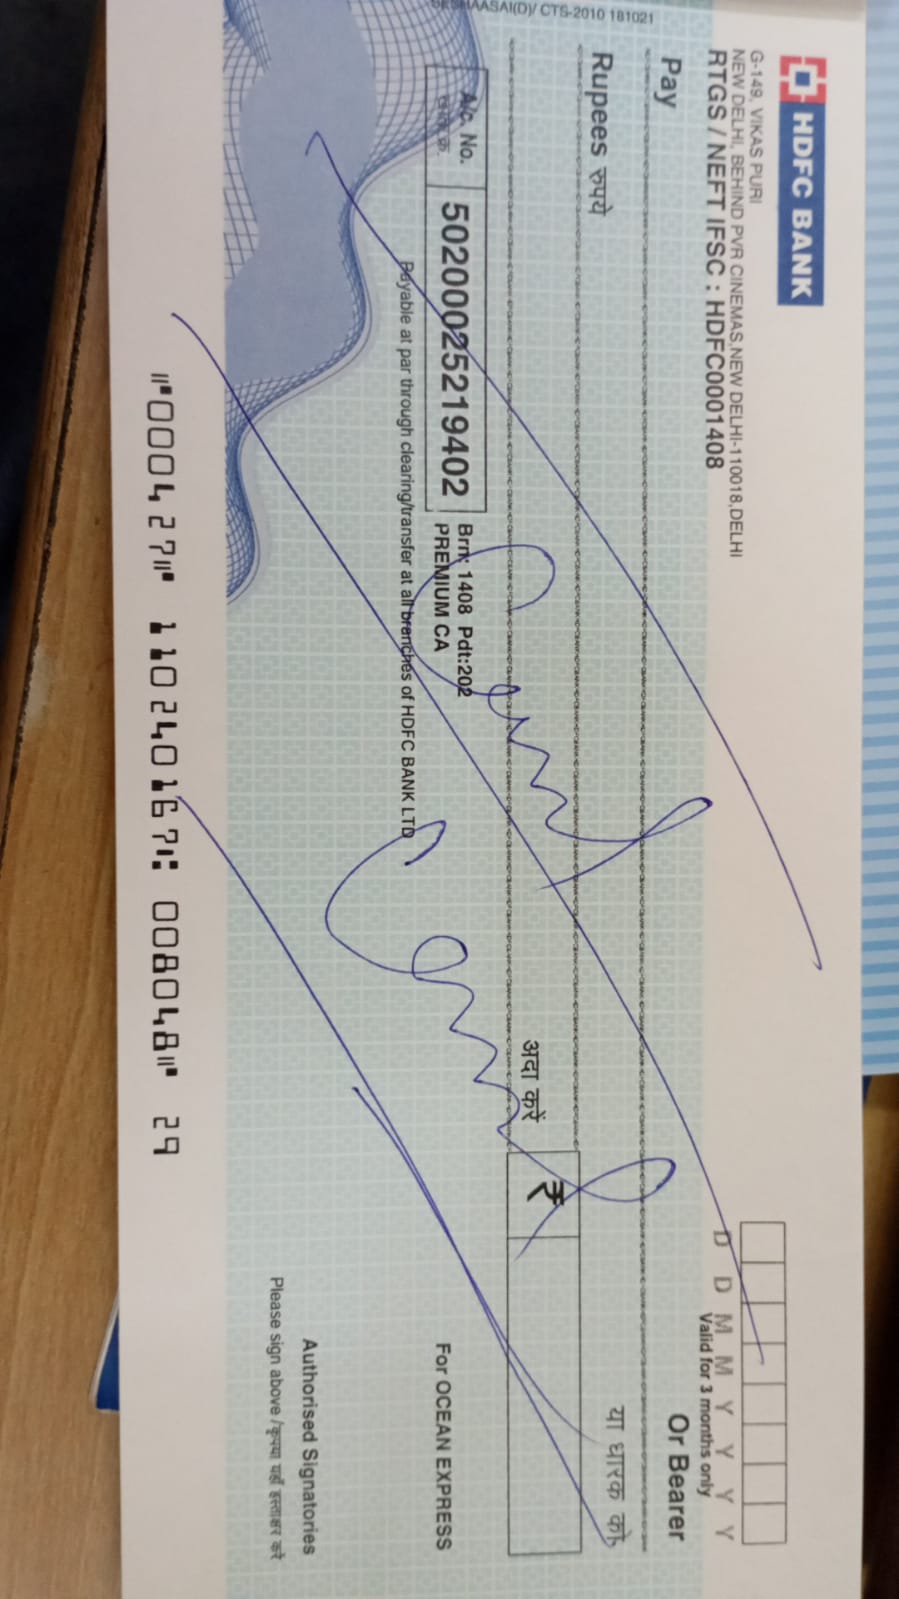 HDFC BANK
G-149, VIKAS PURI
NEW DELHI, BEHIND PVR CINEMAS,NEW DELHI-110018,DELHI
RTGS / NEFT IFSC : HDFC0001408
D D M M Y Y Y Y
Valid for 3 months only
Pay
Or Bearer
या धारक को
Rupees रुपये
अदा करें ₹
A/c. No.
खाता क्र.
50200025219402
Brn: 1408 Pdt:202
PREMIUM CA
Payable at par through clearing/transfer at all branches of HDFC BANK LTD
For OCEAN EXPRESS
Authorised Signatories
Please sign above /कृपया यहाँ हस्ताक्षर करें
CTS-2010 181021
⑈000427⑈ 110240167⑆ 008048⑈ 29